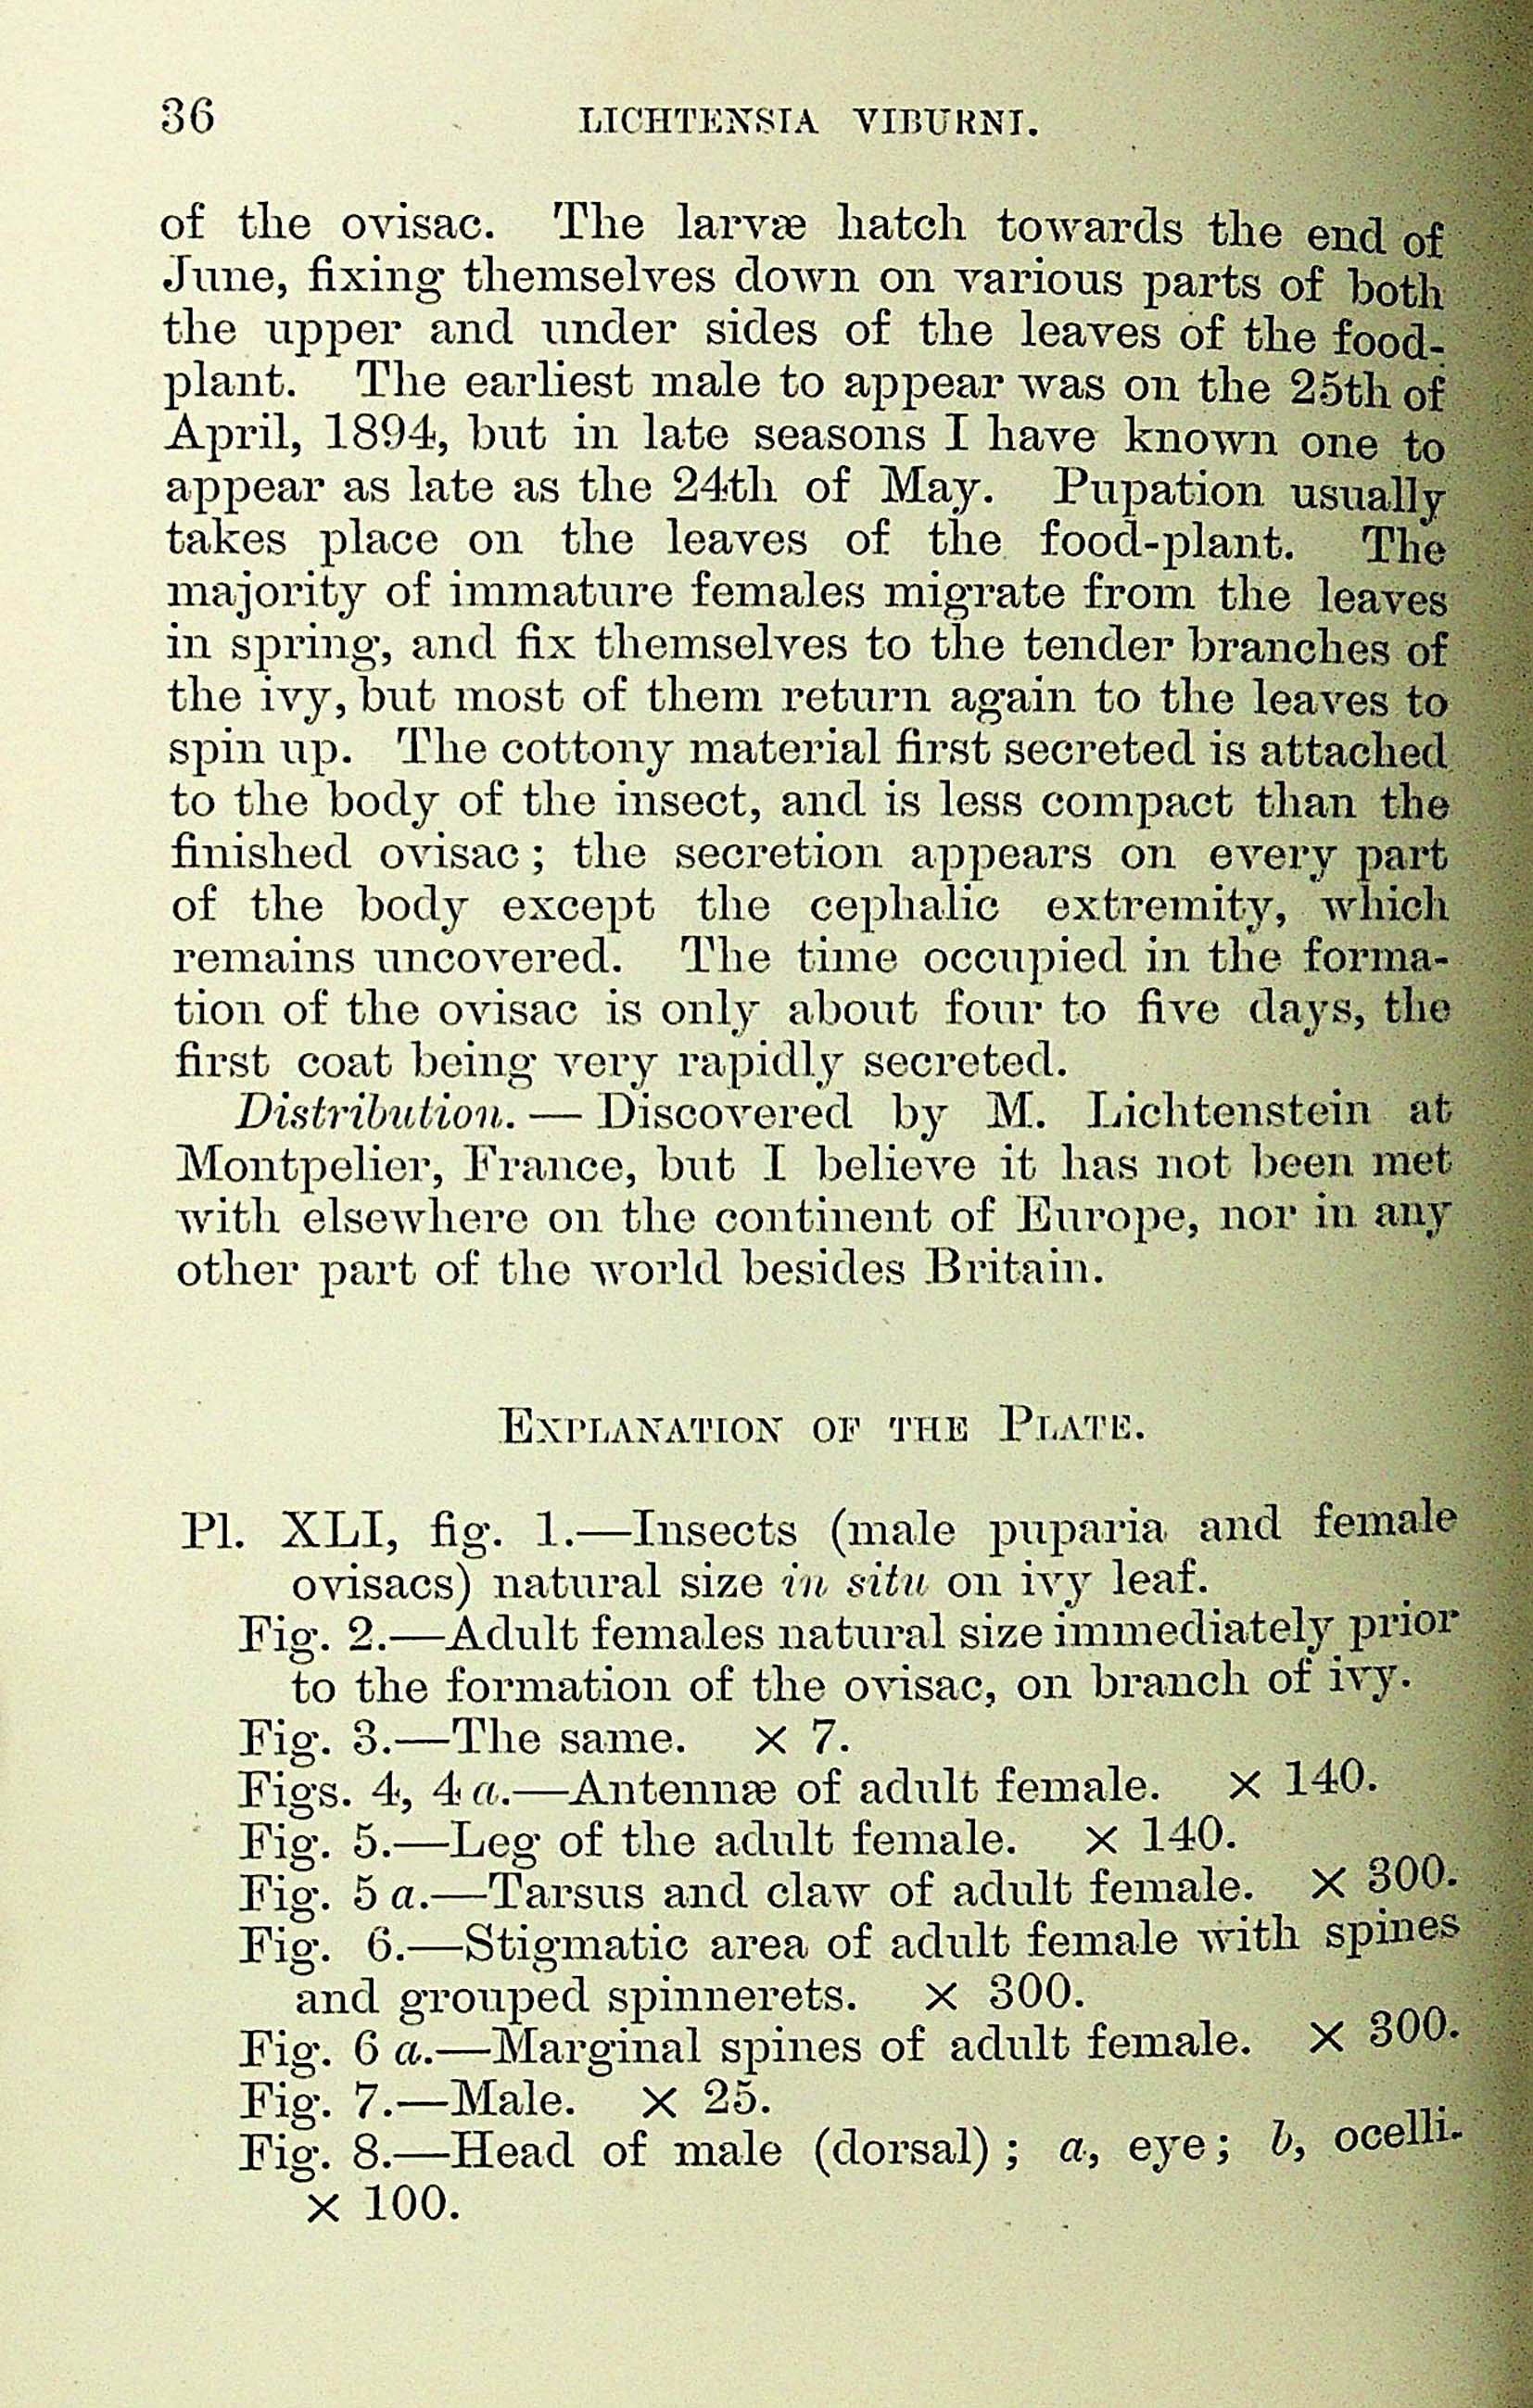 36 LICHTENSIA VIBURNI.
of the ovisac. The larvæ hatch towards the end of
June, fixing themselves down on various parts of both
the upper and under sides of the leaves of the food-
plant. The earliest male to appear was on the 25th of
April, 1894, but in late seasons I have known one to
appear as late as the 24th of May. Pupation usually
takes place on the leaves of the food-plant. The
majority of immature females migrate from the leaves
in spring, and fix themselves to the tender branches of
the ivy, but most of them return again to the leaves to
spin up. The cottony material first secreted is attached
to the body of the insect, and is less compact than the
finished ovisac; the secretion appears on every part
of the body except the cephalic extremity, which
remains uncovered. The time occupied in the forma-
tion of the ovisac is only about four to five days, the
first coat being very rapidly secreted.
Distribution. — Discovered by M. Lichtenstein at
Montpelier, France, but I believe it has not been met
with elsewhere on the continent of Europe, nor in any
other part of the world besides Britain.
EXPLANATION OF THE PLATE.
Pl. XLI, fig. 1.—Insects (male puparia and female
ovisacs) natural size in situ on ivy leaf.
Fig. 2.—Adult females natural size immediately prior
to the formation of the ovisac, on branch of ivy.
Fig. 3.—The same. × 7.
Figs. 4, 4 a.—Antennæ of adult female. × 140.
Fig. 5.—Leg of the adult female. × 140.
Fig. 5 a.—Tarsus and claw of adult female. × 300.
Fig. 6.—Stigmatic area of adult female with spines
and grouped spinnerets. × 300.
Fig. 6 a.—Marginal spines of adult female. × 300.
Fig. 7.—Male. × 25.
Fig. 8.—Head of male (dorsal); a, eye; b, ocelli.
× 100.